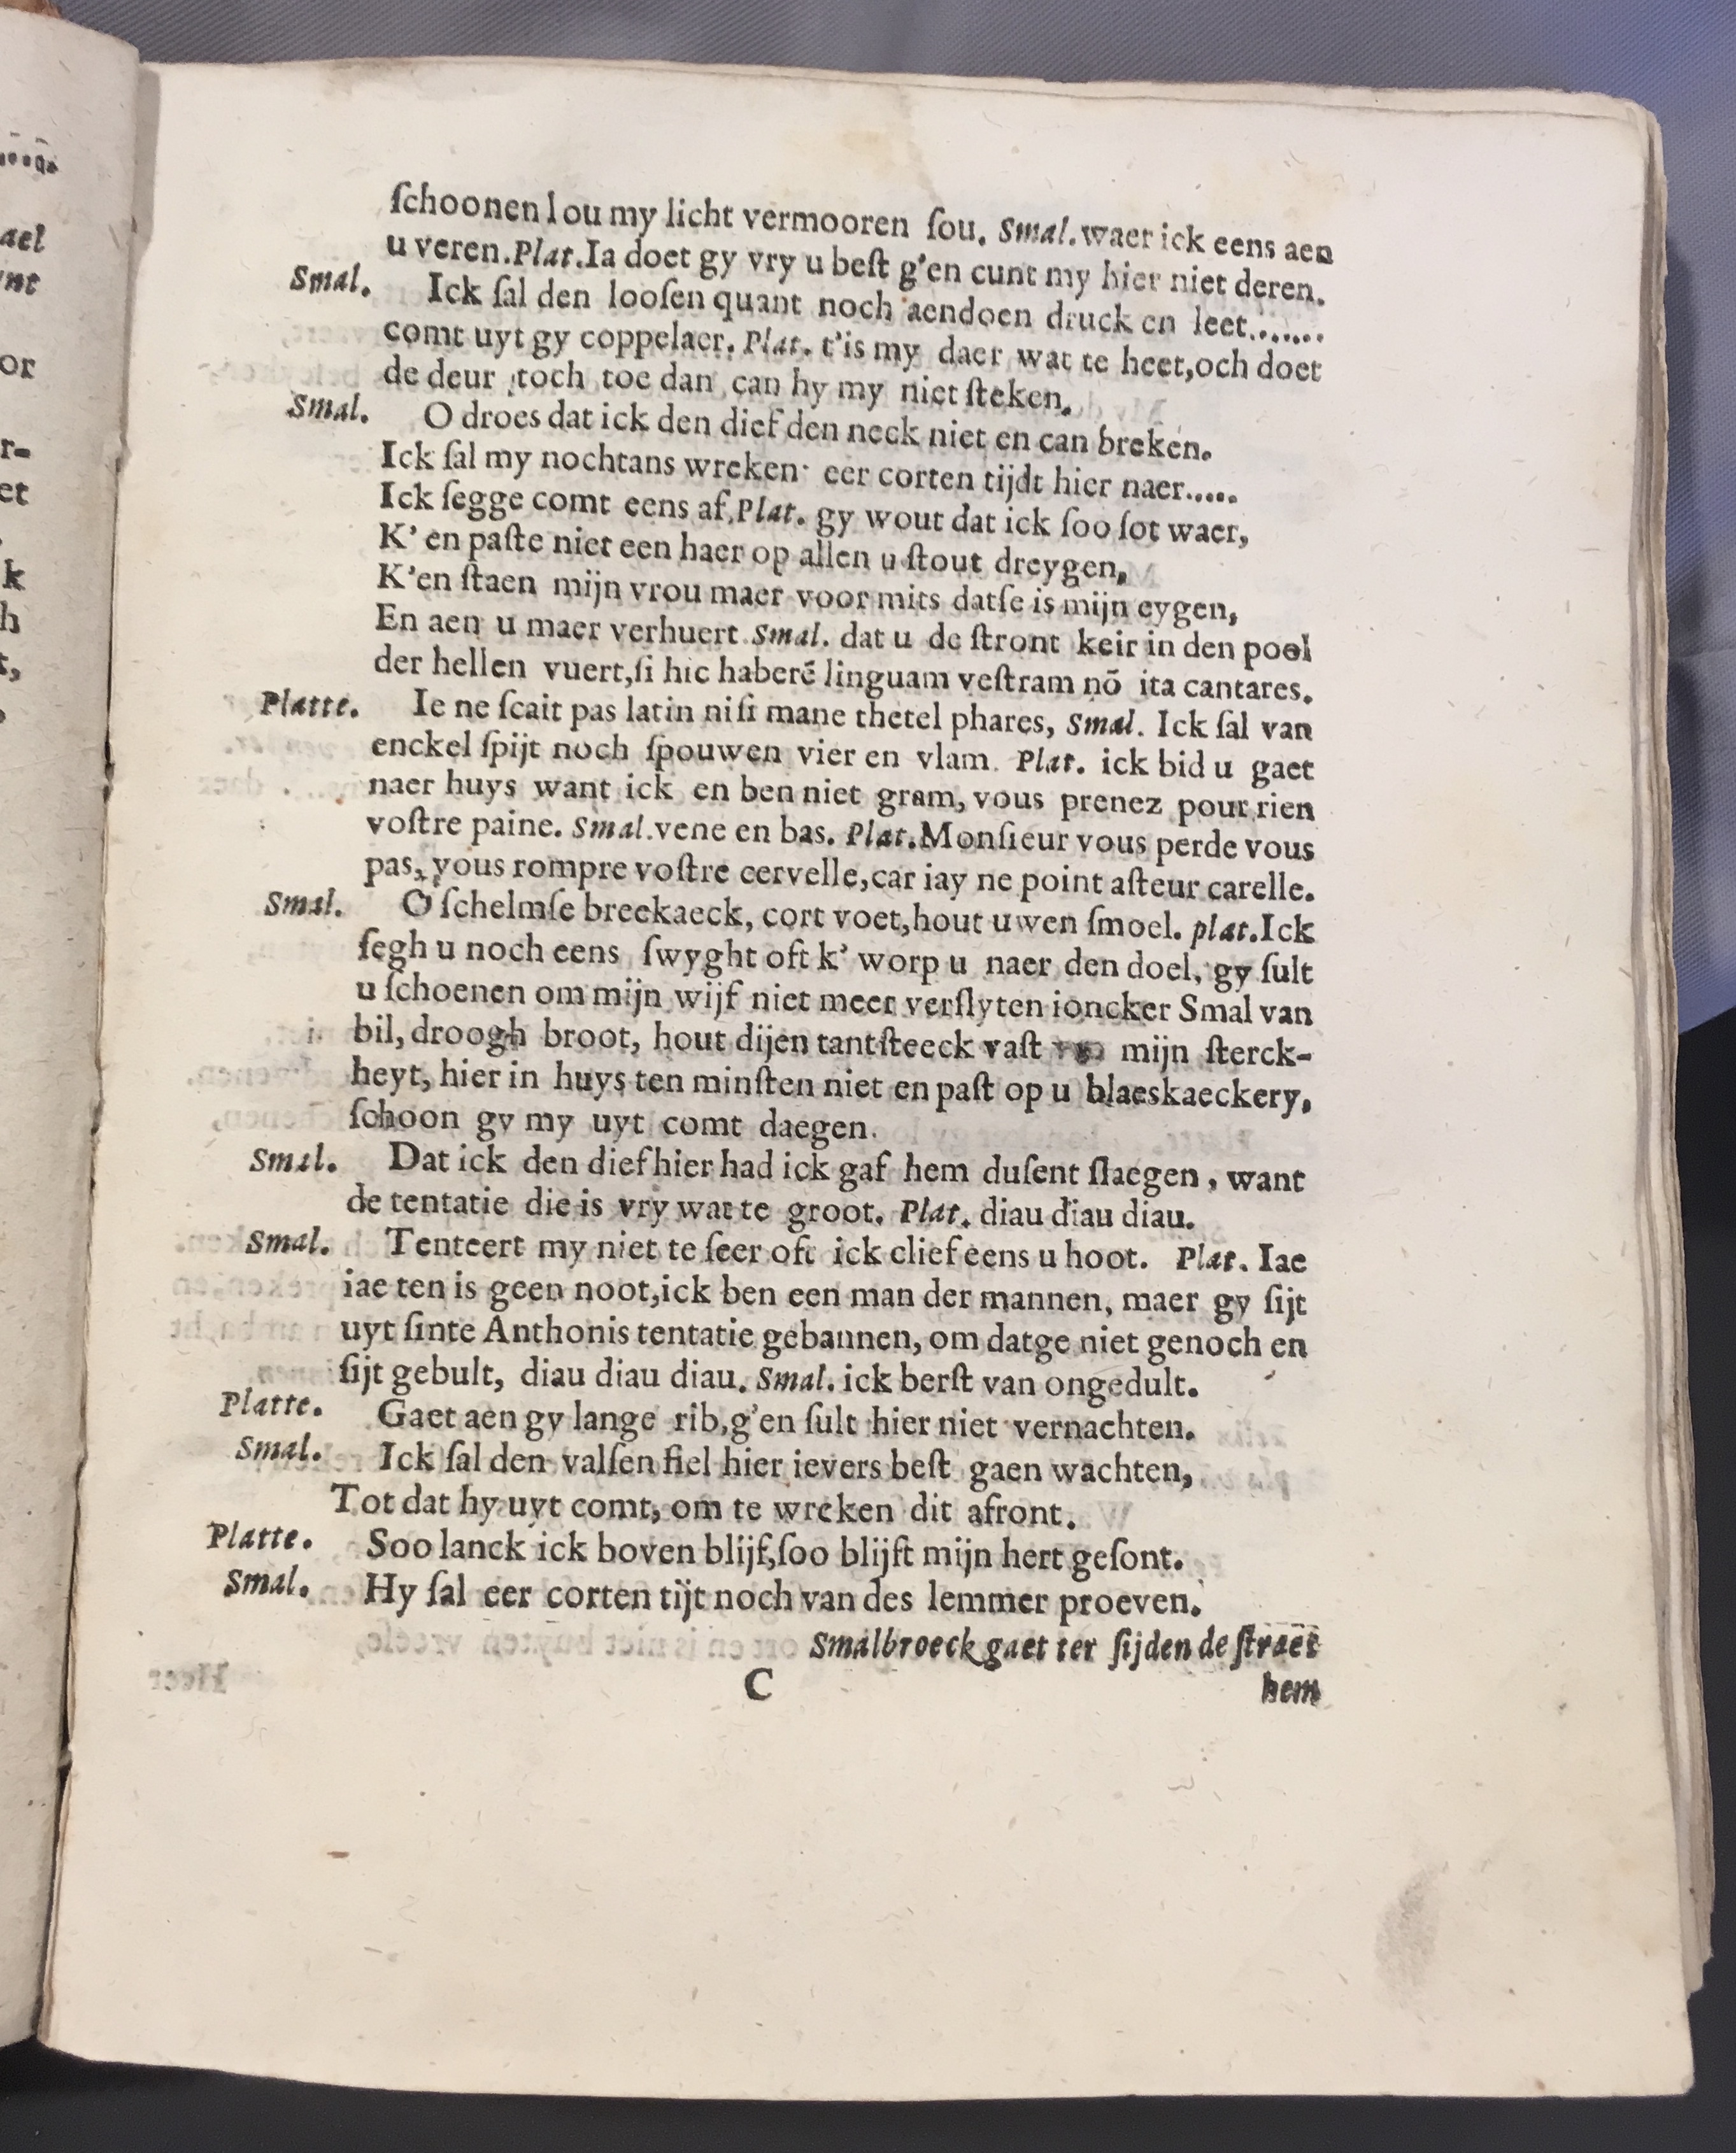 ſchoonen lou my licht vermooren ſou. Smal. waer ick eens aen
u veren. Plat. Ia doet gy vry u beſt g'en cunt my hier niet deren.
Smal. Ick ſal den looſen quant noch aendoen druck en leet.......
comt uyt gy coppelaer. Plat. t'is my daer wat te heet, och doet
de deur toch toe dan can hy my niet ſteken.
Smal. O droes dat ick den dief den neck niet en can breken.
Ick ſal my nochtans wreken eer corten tijdt hier naer.....
Ick ſegge comt eens af, Plat. gy wout dat ick ſoo ſot waer,
K' en paſte niet een haer op allen u ſtout dreygen,
K'en ſtaen mijn vrou maer voor mits datſe is mijn eygen,
En aen u maer verhuert. Smal. dat u de ſtront keir in den poel
der hellen vuert, ſi hic haberē linguam veſtram nō ita cantares.
Platte. Ie ne ſcait pas latin niſi mane thetel phares, Smal. Ick ſal van
enckel ſpijt noch ſpouwen vier en vlam. Plat. ick bid u gaet
naer huys want ick en ben niet gram, vous prenez pour rien
voſtre paine. Smal. vene en bas. Plat. Monſieur vous perde vous
pas, vous rompre voſtre cervelle, car iay ne point aſteur carelle.
Smal. O ſchelmſe breekaeck, cort voet, hout uwen ſmoel. plat. Ick
ſegh u noch eens ſwyght oft k' worp u naer den doel, gy ſult
u ſchoenen om mijn wijf niet meer verſlyten ioncker Smal van
bil, droogh broot, hout dijen tantſteeck vaſt mijn ſterck-
heyt, hier in huys ten minſten niet en paſt op u blaeskaeckery,
ſchoon gy my uyt comt daegen.
Smal. Dat ick den dief hier had ick gaf hem duſent ſlaegen, want
de tentatie die is vry wat te groot. Plat. diau diau diau.
Smal. Tenteert my niet te ſeer oft ick clief eens u hoot. Plat. Iae
iae ten is geen noot, ick ben een man der mannen, maer gy ſijt
uyt ſinte Anthonis tentatie gebannen, om datge niet genoch en
ſijt gebult, diau diau diau. Smal. ick berſt van ongedult.
Platte. Gaet aen gy lange rib, g'en ſult hier niet vernachten.
Smal. Ick ſal den valſen fiel hier ievers beſt gaen wachten,
Tot dat hy uyt comt, om te wreken dit afront.
Platte. Soo lanck ick boven blijf, ſoo blijft mijn hert geſont.
Smal. Hy ſal eer corten tijt noch van des lemmer proeven.
Smalbroeck gaet ter ſijden de ſtraet
C hem